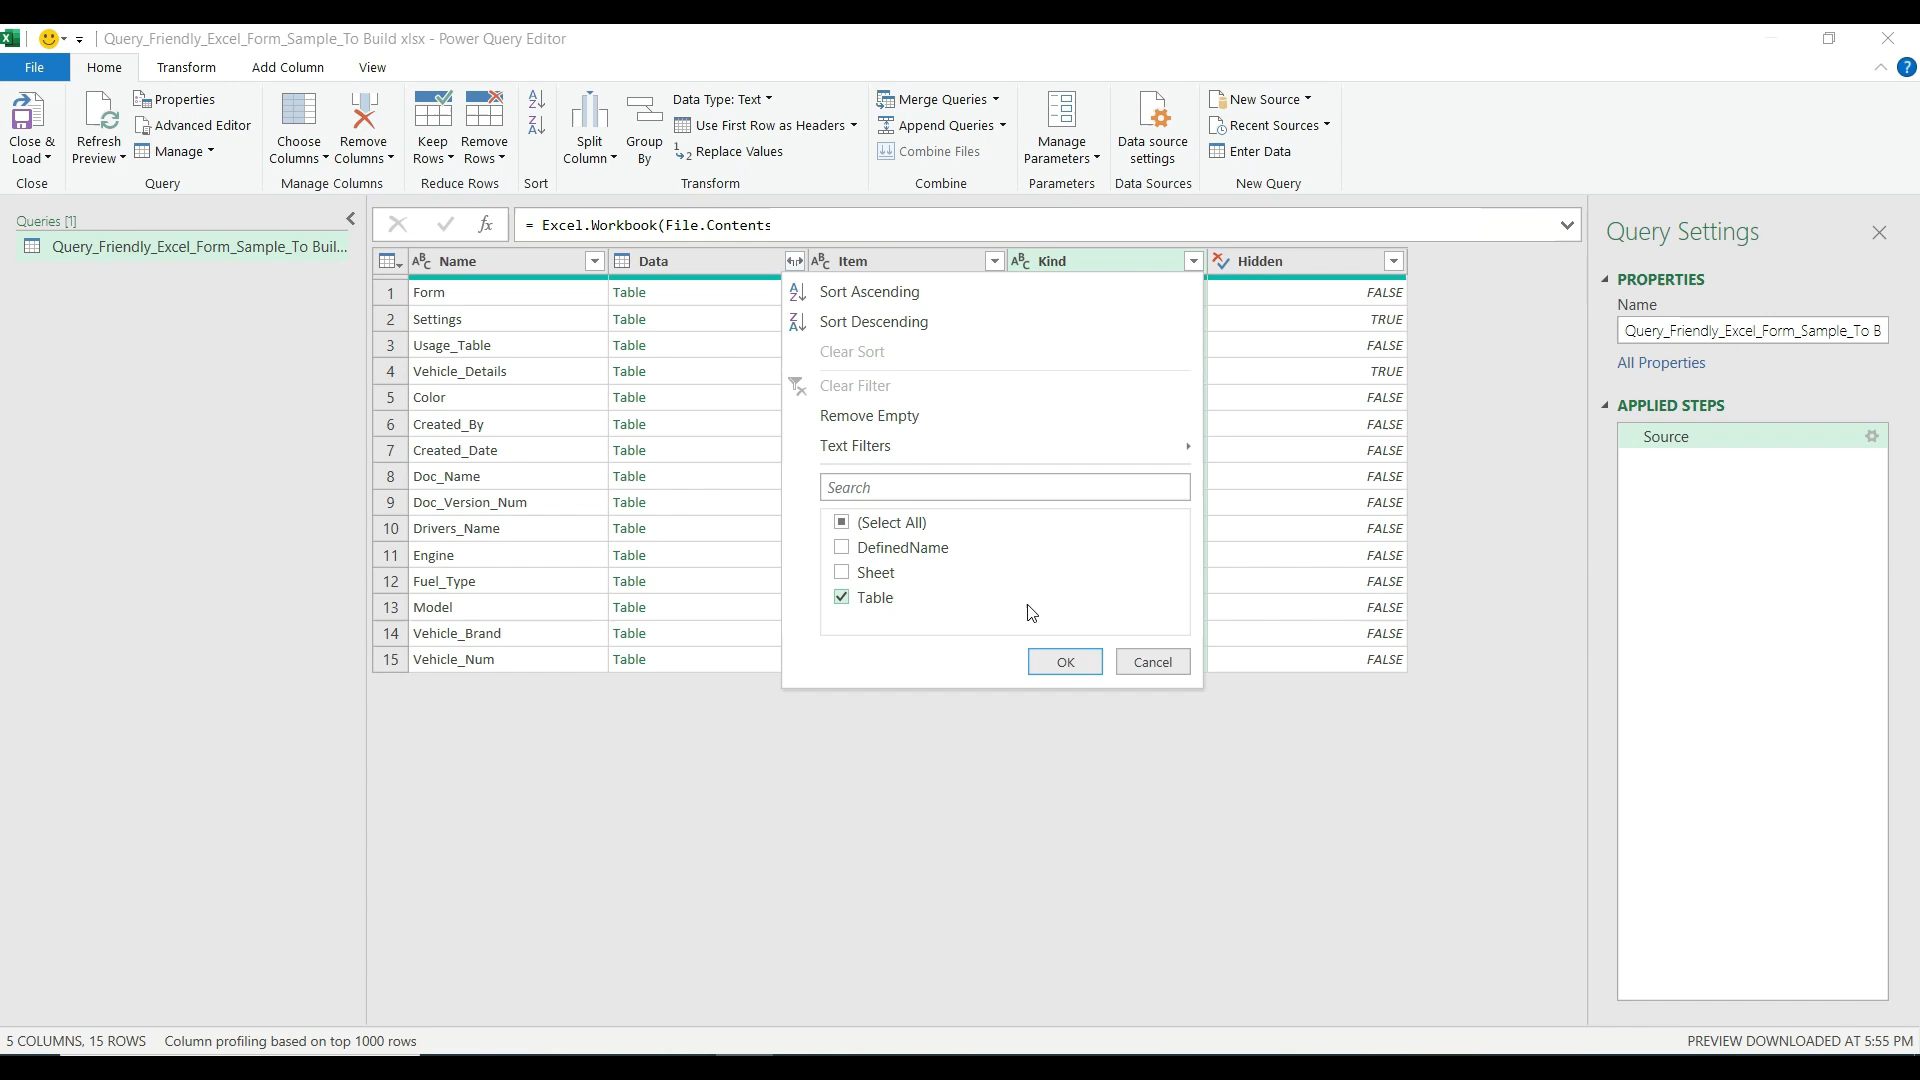 Query_Friendly_Excel_Form_Sample_To Build xlsx - Power Query Editor
File Home Transform Add Column View
Close & Load
Close
Refresh Preview
Properties
Advanced Editor
Manage
Query
Choose Columns
Remove Columns
Manage Columns
Keep Rows
Remove Rows
Reduce Rows
Sort
Split Column
Group By
Data Type: Text
Use First Row as Headers
Replace Values
Transform
Merge Queries
Append Queries
Combine Files
Combine
Manage Parameters
Parameters
Data source settings
Data Sources
New Source
Recent Sources
Enter Data
New Query
Queries [1]
Query_Friendly_Excel_Form_Sample_To Buil...
fx = Excel.Workbook(File.Contents
Name Data Item Kind Hidden
1 Form Table FALSE
2 Settings Table TRUE
3 Usage_Table Table FALSE
4 Vehicle_Details Table TRUE
5 Color Table FALSE
6 Created_By Table FALSE
7 Created_Date Table FALSE
8 Doc_Name Table FALSE
9 Doc_Version_Num Table FALSE
10 Drivers_Name Table FALSE
11 Engine Table FALSE
12 Fuel_Type Table FALSE
13 Model Table FALSE
14 Vehicle_Brand Table FALSE
15 Vehicle_Num Table FALSE
Sort Ascending
Sort Descending
Clear Sort
Clear Filter
Remove Empty
Text Filters
Search
(Select All)
DefinedName
Sheet
Table
OK Cancel
Query Settings
PROPERTIES
Name
Query_Friendly_Excel_Form_Sample_To B
All Properties
APPLIED STEPS
Source
5 COLUMNS, 15 ROWS Column profiling based on top 1000 rows
PREVIEW DOWNLOADED AT 5:55 PM